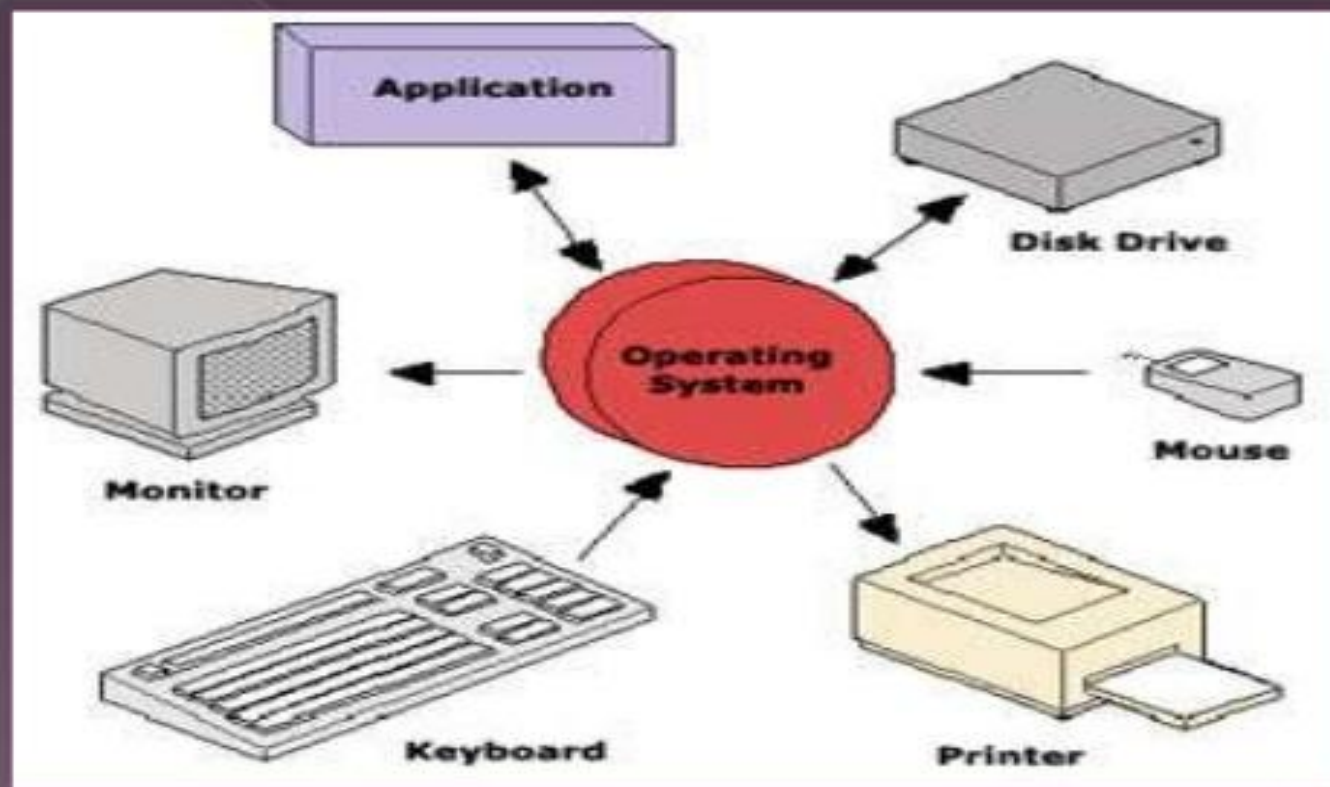 Application
Disk Drive
Operating
System
Mouse
Monitor
Keyboard
Printer